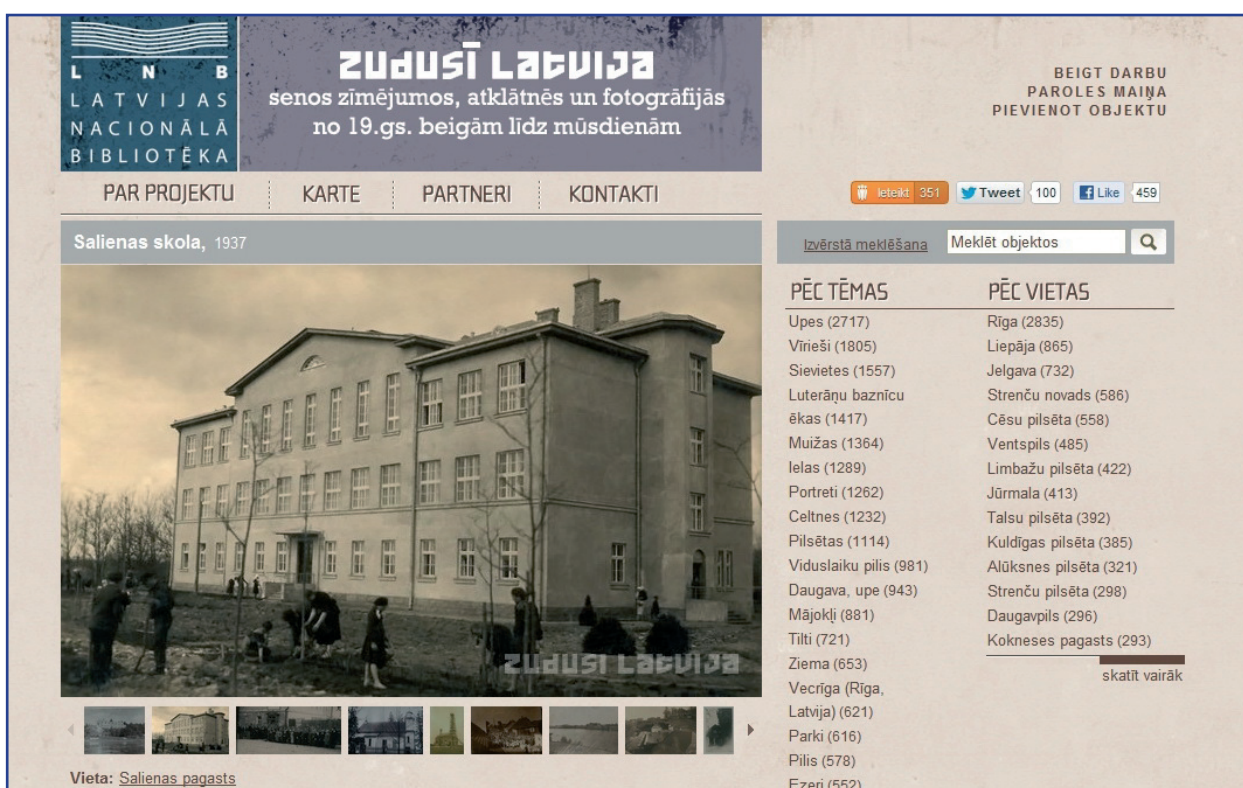 L N B
LATVIJAS
NACIONĀLĀ
BIBLIOTĒKA
zudusī Latvija
senos zīmējumos, atklātnēs un fotogrāfijās
no 19.gs. beigām līdz mūsdienām
BEIGT DARBU
PAROLES MAIŅA
PIEVIENOT OBJEKTU
PAR PROJEKTU
KARTE
PARTNERI
KONTAKTI
Ieteikt 351
Tweet 100
Like 459
Salienas skola, 1937
Izvērstā meklēšana
Meklēt objektos
zudusī Latvija
Vieta: Salienas pagasts
PĒC TĒMAS
Upes (2717)
Vīrieši (1805)
Sievietes (1557)
Luterāņu baznīcu
ēkas (1417)
Muižas (1364)
Ielas (1289)
Portreti (1262)
Celtnes (1232)
Pilsētas (1114)
Viduslaiku pilis (981)
Daugava, upe (943)
Mājokļi (881)
Tilti (721)
Ziema (653)
Vecrīga (Rīga,
Latvija) (621)
Parki (616)
Pilis (578)
Ezeri (552)
PĒC VIETAS
Rīga (2835)
Liepāja (865)
Jelgava (732)
Strenču novads (586)
Cēsu pilsēta (558)
Ventspils (485)
Limbažu pilsēta (422)
Jūrmala (413)
Talsu pilsēta (392)
Kuldīgas pilsēta (385)
Alūksnes pilsēta (321)
Strenču pilsēta (298)
Daugavpils (296)
Kokneses pagasts (293)
skatīt vairāk